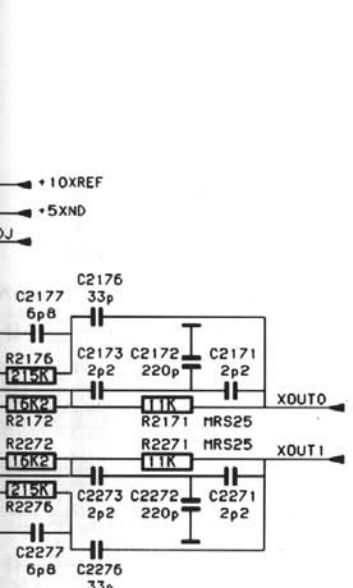 +10XREF
+5XND
DJ
C2176
33p
C2177
6p8
R2176
215K
C2173
2p2
C2172
220p
C2171
2p2
16K2
R2172
11K
R2171 MRS25
XOUT0
R2272
16K2
R2271 MRS25
11K
XOUT1
215K
R2276
C2273
2p2
C2272
220p
C2271
2p2
C2277
6p8
C2276
33p